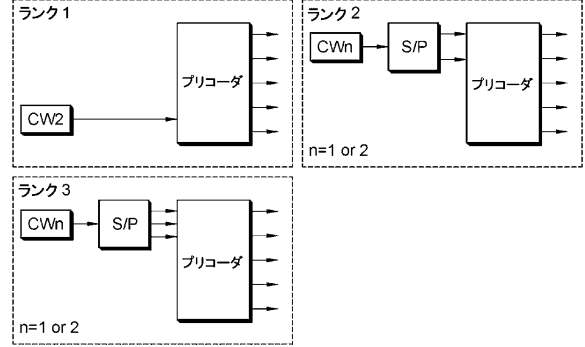 ランク 1
CW2
プリコーダ
ランク 2
CWn
S/P
プリコーダ
n=1 or 2
ランク 3
CWn
S/P
プリコーダ
n=1 or 2